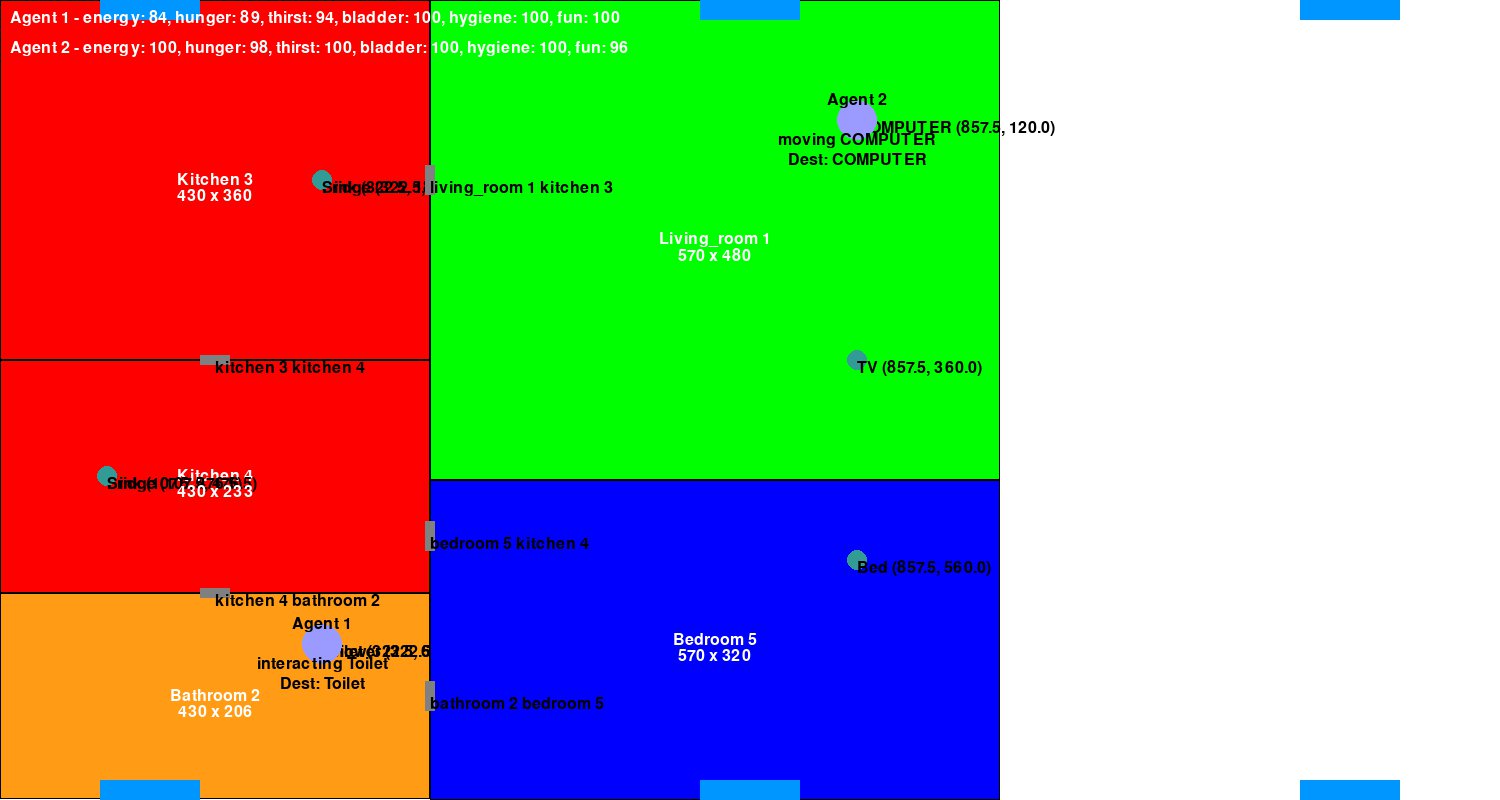 Agent 1 - energy: 84, hunger: 89, thirst: 94, bladder: 100, hygiene: 100, fun: 100
Agent 2 - energy: 100, hunger: 98, thirst: 100, bladder: 100, hygiene: 100, fun: 96
Agent 2
COMPUTER (857.5, 120.0)
moving COMPUTER
Dest: COMPUTER
Kitchen 3
430 x 360
living_room 1 kitchen 3
Living_room 1
570 x 480
kitchen 3 kitchen 4
TV (857.5, 360.0)
Kitchen 4
430 x 233
bedroom 5 kitchen 4
Bed (857.5, 560.0)
kitchen 4 bathroom 2
Agent 1
interacting Toilet
Dest: Toilet
Bedroom 5
570 x 320
Bathroom 2
430 x 206
bathroom 2 bedroom 5